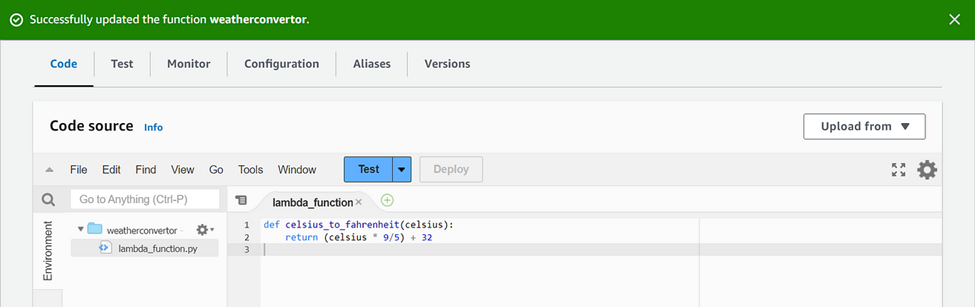 Successfully updated the function weatherconvertor.
Code Test Monitor Configuration Aliases Versions
Code source Info Upload from
File Edit Find View Go Tools Window Test Deploy
Go to Anything (Ctrl-P) lambda_function
Environment
weatherconvertor
lambda_function.py
1 def celsius_to_fahrenheit(celsius):
2     return (celsius * 9/5) + 32
3